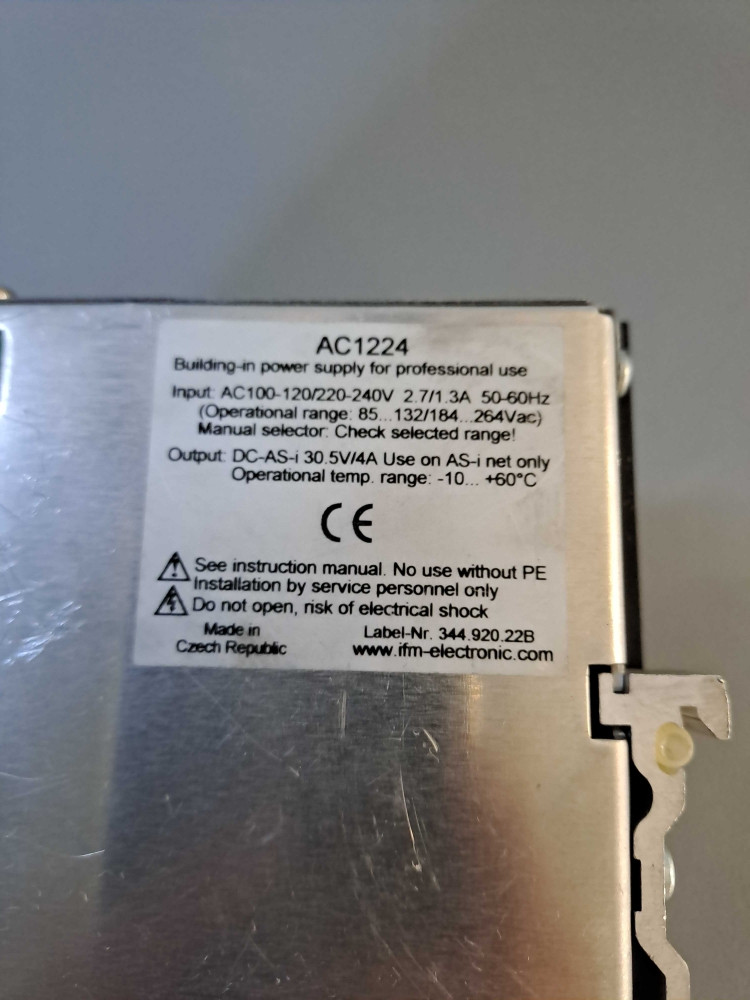 AC1224
Building-in power supply for professional use
Input: AC100-120/220-240V 2.7/1.3A 50-60Hz
(Operational range: 85...132/184...264Vac)
Manual selector: Check selected range!
Output: DC-AS-i 30.5V/4A Use on AS-i net only
Operational temp. range: -10... +60°C
CE
See instruction manual. No use without PE
Installation by service personnel only
Do not open, risk of electrical shock
Made in
Czech Republic
Label-Nr. 344.920.22B
www.ifm-electronic.com